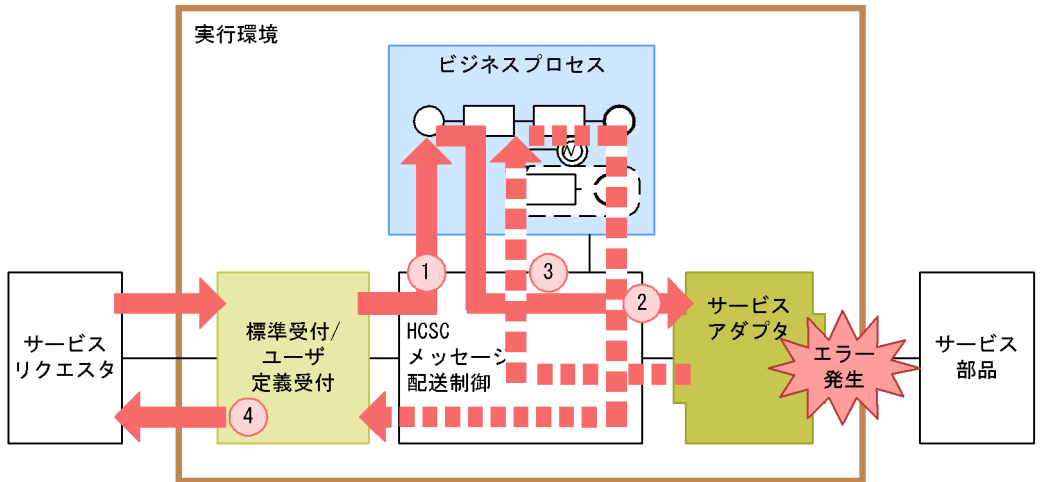 実行環境
ビジネスプロセス
V
1
3
2
サービス
リクエスタ
標準受付/
ユーザ
定義受付
HCSC
メッセージ
配送制御
サービス
アダプタ
エラー
発生
サービス
部品
4